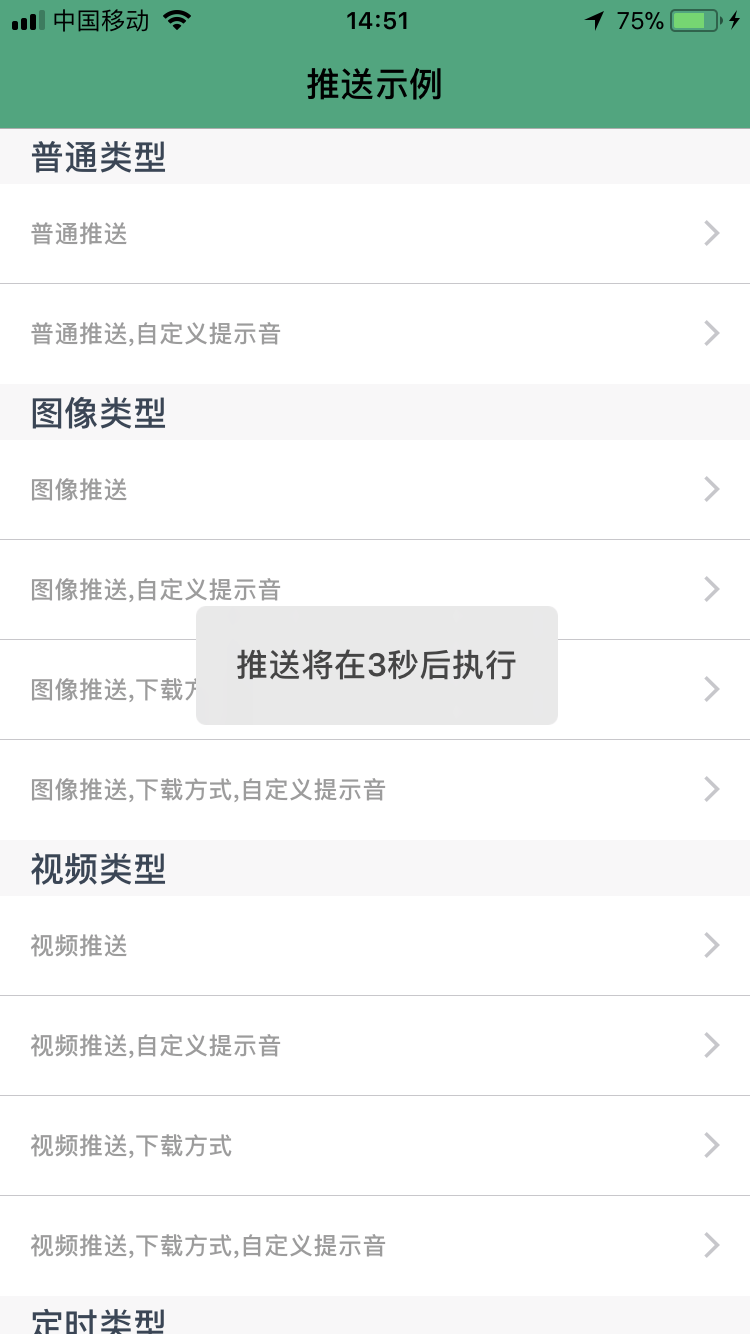 中国移动
14:51
75%
推送示例
普通类型
普通推送
普通推送,自定义提示音
图像类型
图像推送
图像推送,自定义提示音
推送将在3秒后执行
图像推送,下载
图像推送,下载方式,自定义提示音
视频类型
视频推送
视频推送,自定义提示音
视频推送,下载方式
视频推送,下载方式,自定义提示音
定时类型